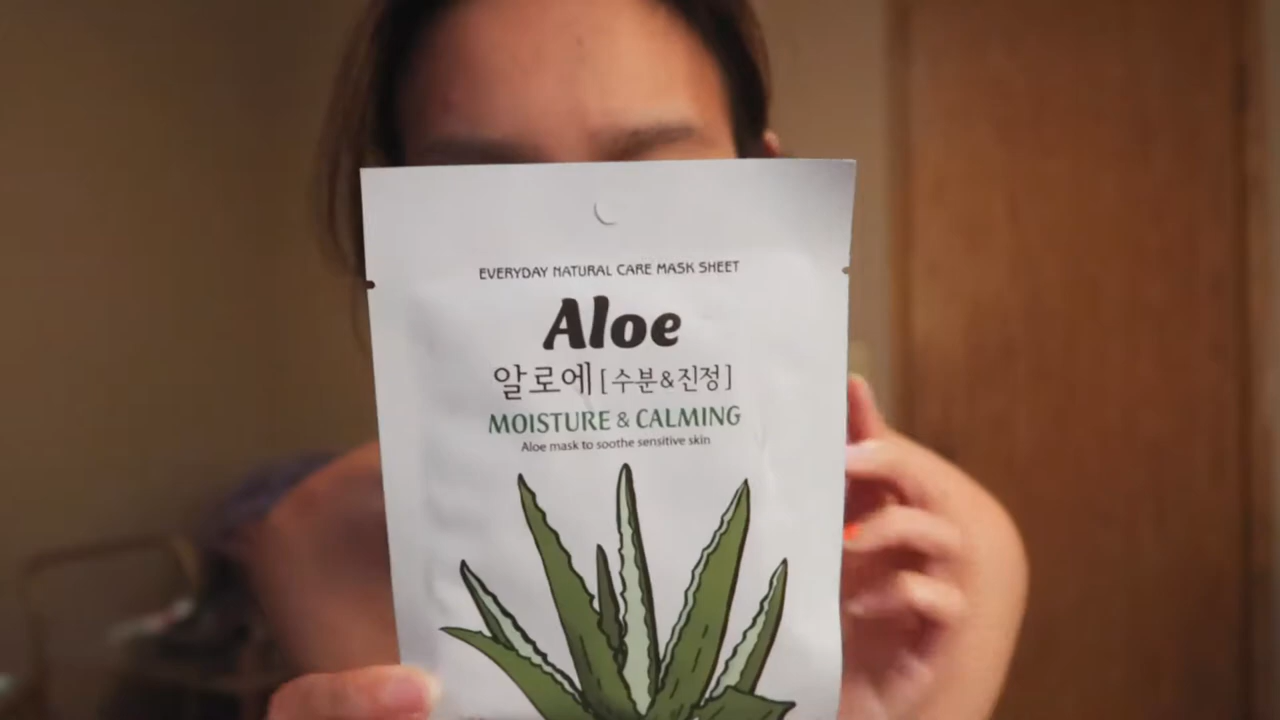 EVERYDAY NATURAL CARE MASK SHEET
Aloe
알로에 [수분&진정]
MOISTURE & CALMING
Aloe mask to soothe sensitive skin